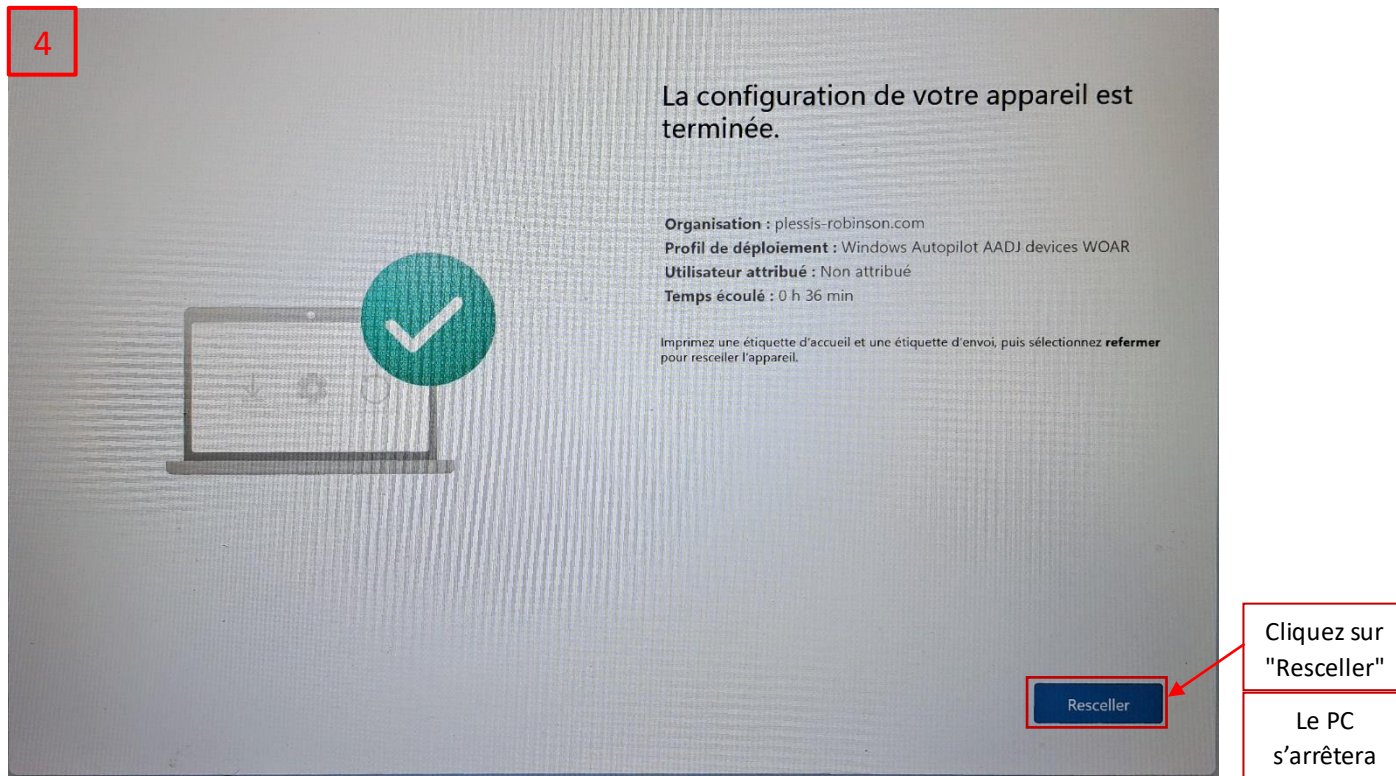 4
La configuration de votre appareil est
terminée.
Organisation : plessis-robinson.com
Profil de déploiement : Windows Autopilot AADJ devices WOAR
Utilisateur attribué : Non attribué
Temps écoulé : 0 h 36 min
Imprimez une étiquette d'accueil et une étiquette d'envoi, puis sélectionnez refermer
pour resceller l'appareil.
Resceller
Cliquez sur
"Resceller"
Le PC
s’arrêtera